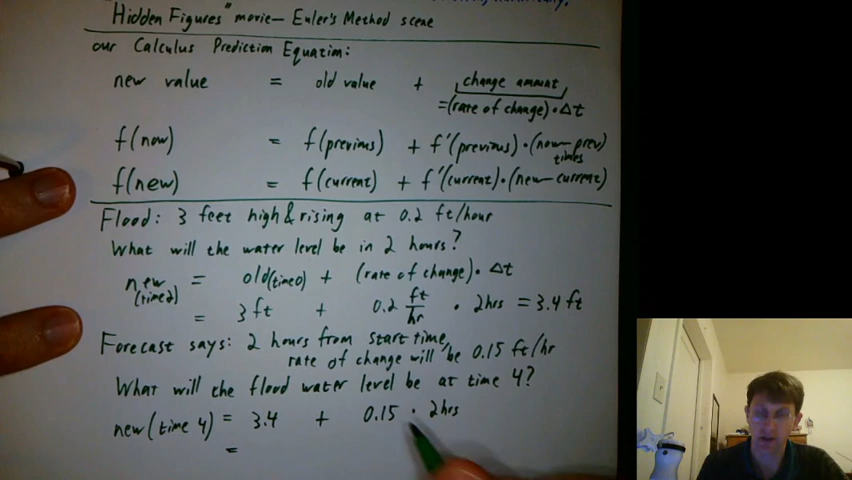 "Hidden Figures" movie— Euler's Method scene
our Calculus Prediction Equation:
new value = old value + change amount
=(rate of change)·Δt
f(now) = f(previous) + f'(previous)·(now-prev)
times
f(new) = f(current) + f'(current)·(new-current)
Flood: 3 feet high & rising at 0.2 ft/hour
What will the water level be in 2 hours?
new = old(time0) + (rate of change)·Δt
(time2)
= 3 ft + 0.2 ft/hr · 2hrs = 3.4 ft
Forecast says: 2 hours from start time,
rate of change will be 0.15 ft/hr
What will the flood water level be at time 4?
new (time 4) = 3.4 + 0.15 · 2hrs
=